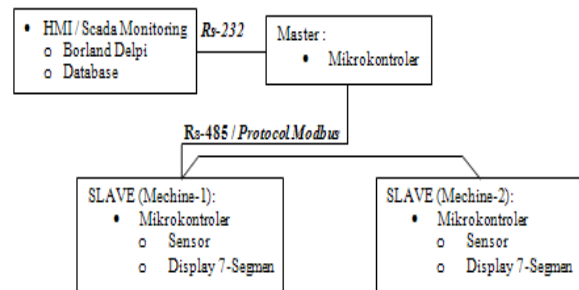 • HMI / Scada Monitoring
o Borland Delpi
o Database
Rs-232
Master :
• Mikrokontroler
Rs-485 / Protocol Modbus
SLAVE (Mechine-1):
• Mikrokontroler
o Sensor
o Display 7-Segmen
SLAVE (Mechine-2):
• Mikrokontroler
o Sensor
o Display 7-Segmen